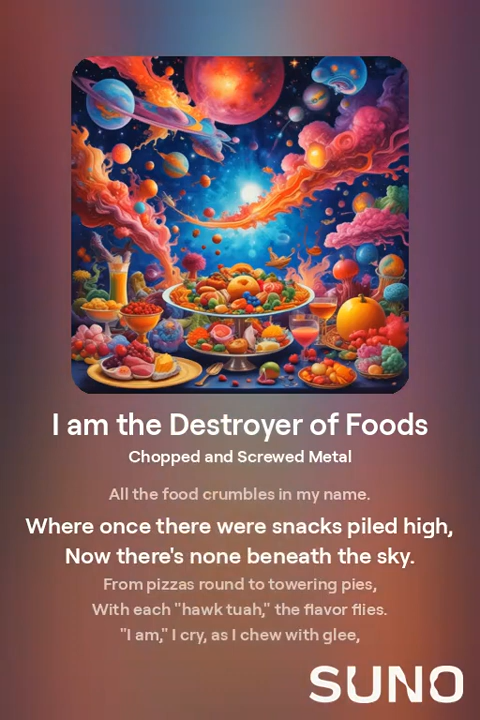 I am the Destroyer of Foods
Chopped and Screwed Metal
All the food crumbles in my name.
Where once there were snacks piled high,
Now there's none beneath the sky.
From pizzas round to towering pies,
With each "hawk tuah," the flavor flies.
"I am," I cry, as I chew with glee,
SUNO